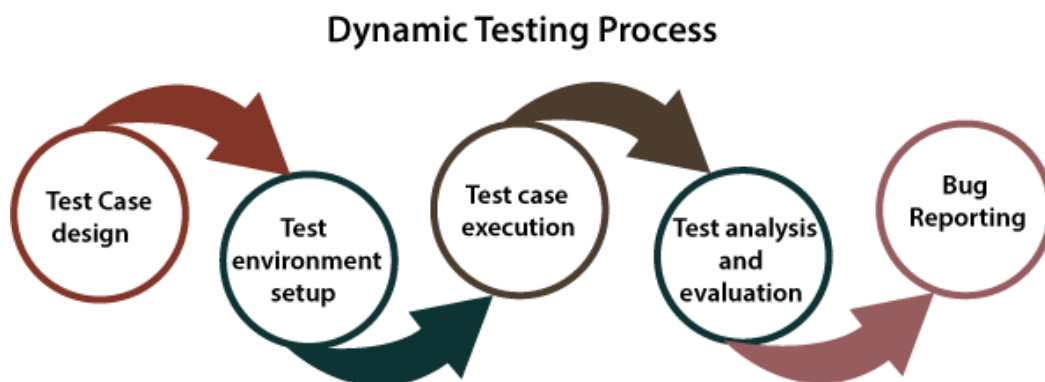 Dynamic Testing Process
Test Case
design
Test
environment
setup
Test case
execution
Test analysis
and
evaluation
Bug
Reporting